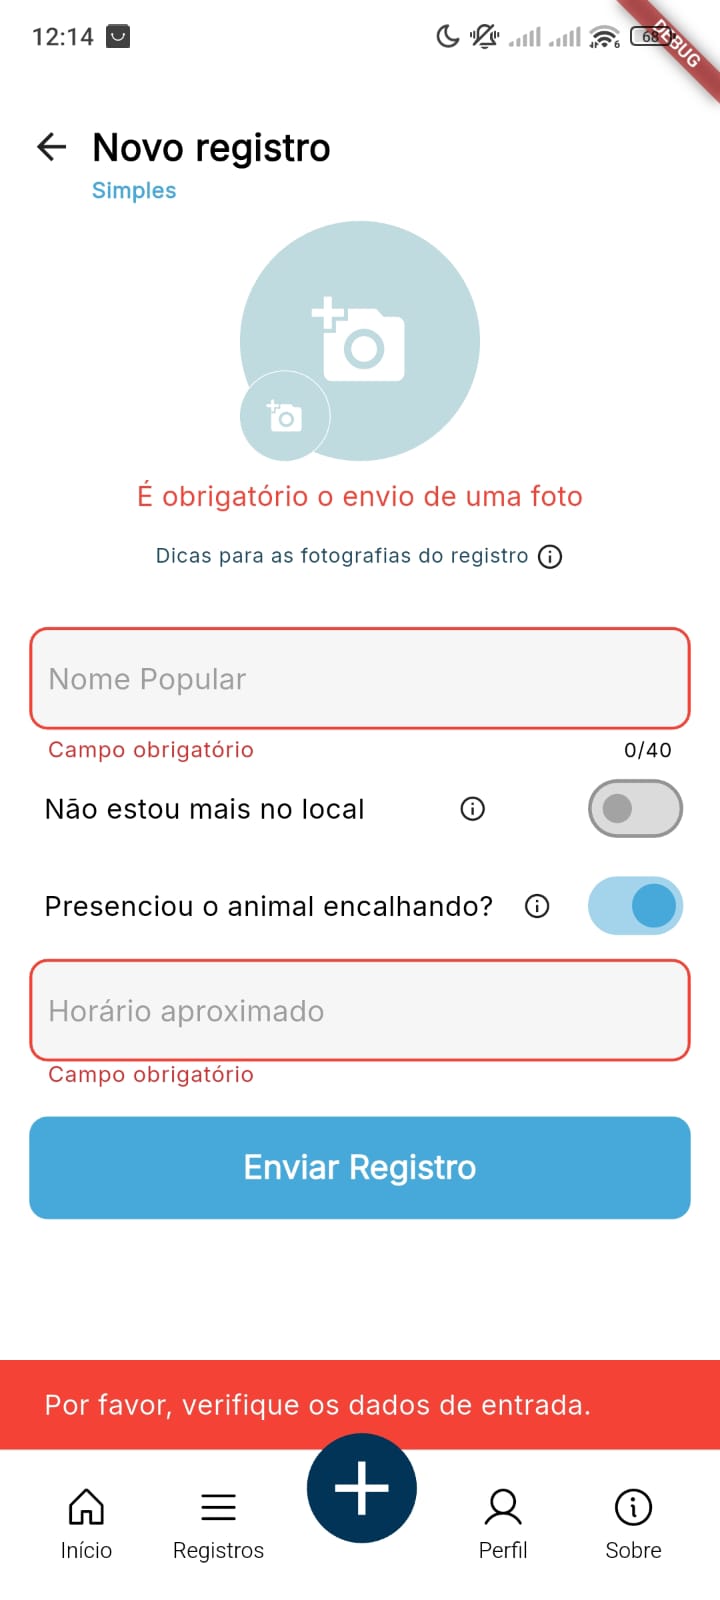 12:14
68
DEBUG
Novo registro
Simples
É obrigatório o envio de uma foto
Dicas para as fotografias do registro
Nome Popular
Campo obrigatório 0/40
Não estou mais no local
Presenciou o animal encalhando?
Horário aproximado
Campo obrigatório
Enviar Registro
Por favor, verifique os dados de entrada.
Início Registros Perfil Sobre